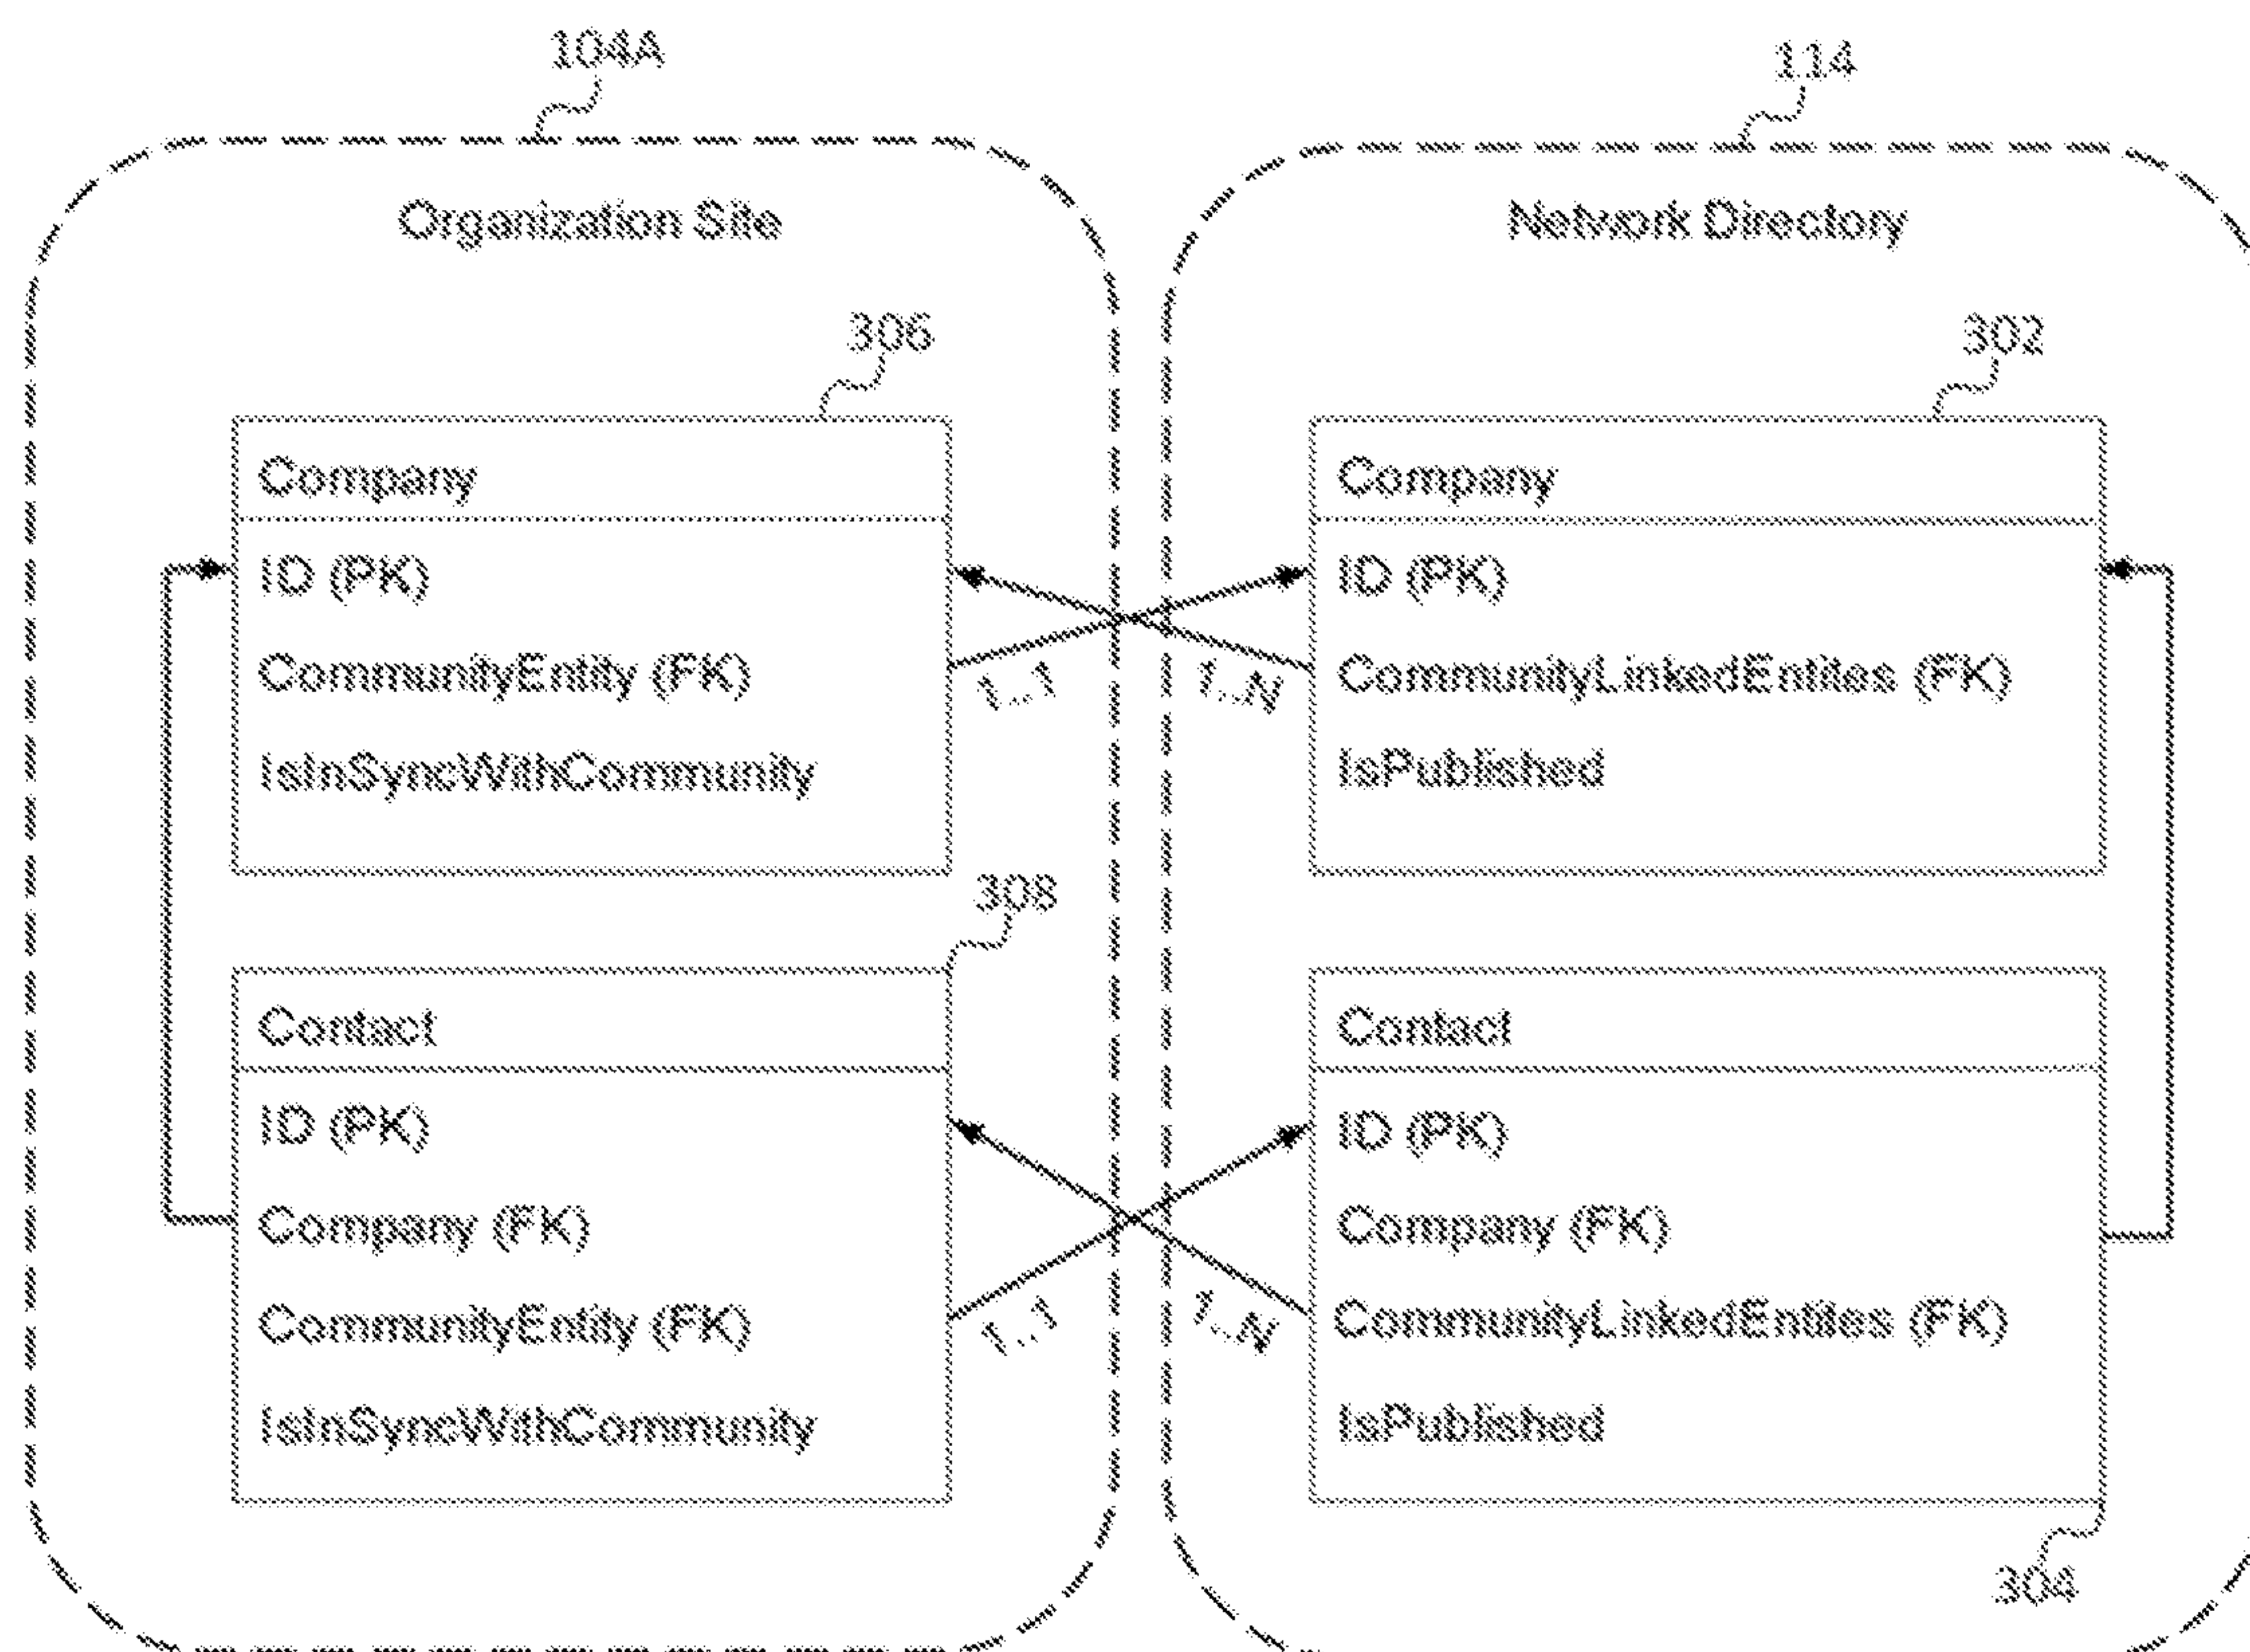 104A
114
Organization Site
Network Directory
306
302
Company
ID (PK)
CommunityEntity (FK)
IsInSyncWithCommunity
Company
ID (PK)
CommunityLinkedEntites (FK)
IsPublished
1..1
1..N
308
Contact
ID (PK)
Company (FK)
CommunityEntity (FK)
IsInSyncWithCommunity
Contact
ID (PK)
Company (FK)
CommunityLinkedEntites (FK)
IsPublished
1..1
1..N
304